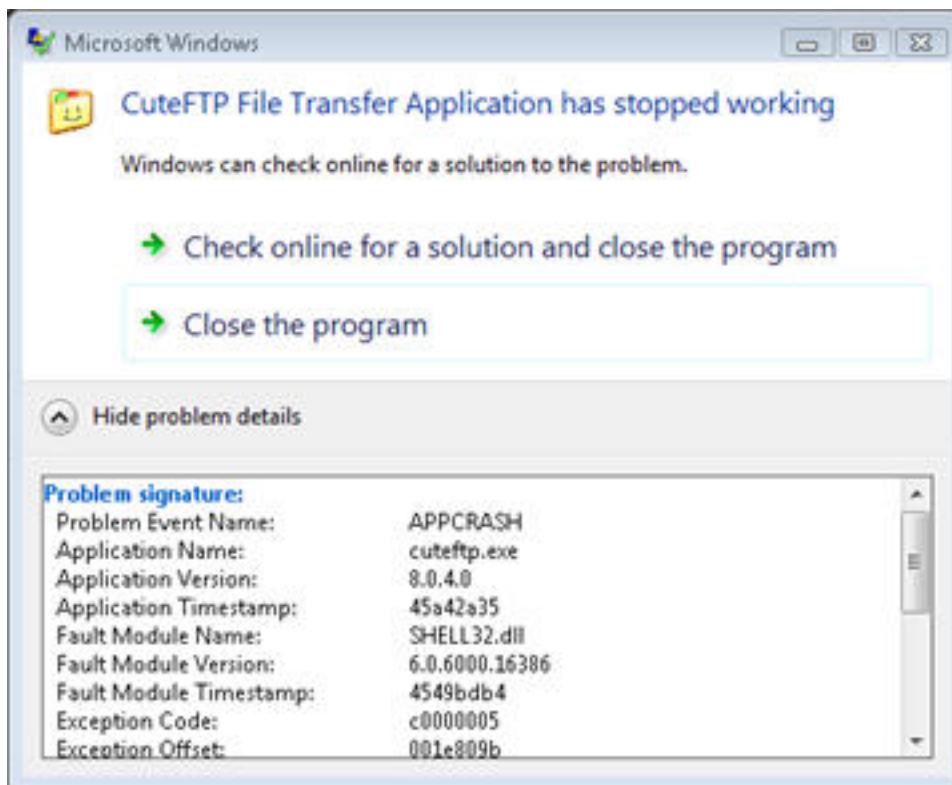 Microsoft Windows
CuteFTP File Transfer Application has stopped working
Windows can check online for a solution to the problem.
Check online for a solution and close the program
Close the program
Hide problem details
Problem signature:
Problem Event Name: APPCRASH
Application Name: cuteftp.exe
Application Version: 8.0.4.0
Application Timestamp: 45a42a35
Fault Module Name: SHELL32.dll
Fault Module Version: 6.0.6000.16386
Fault Module Timestamp: 4549bdb4
Exception Code: c0000005
Exception Offset: 001e809b